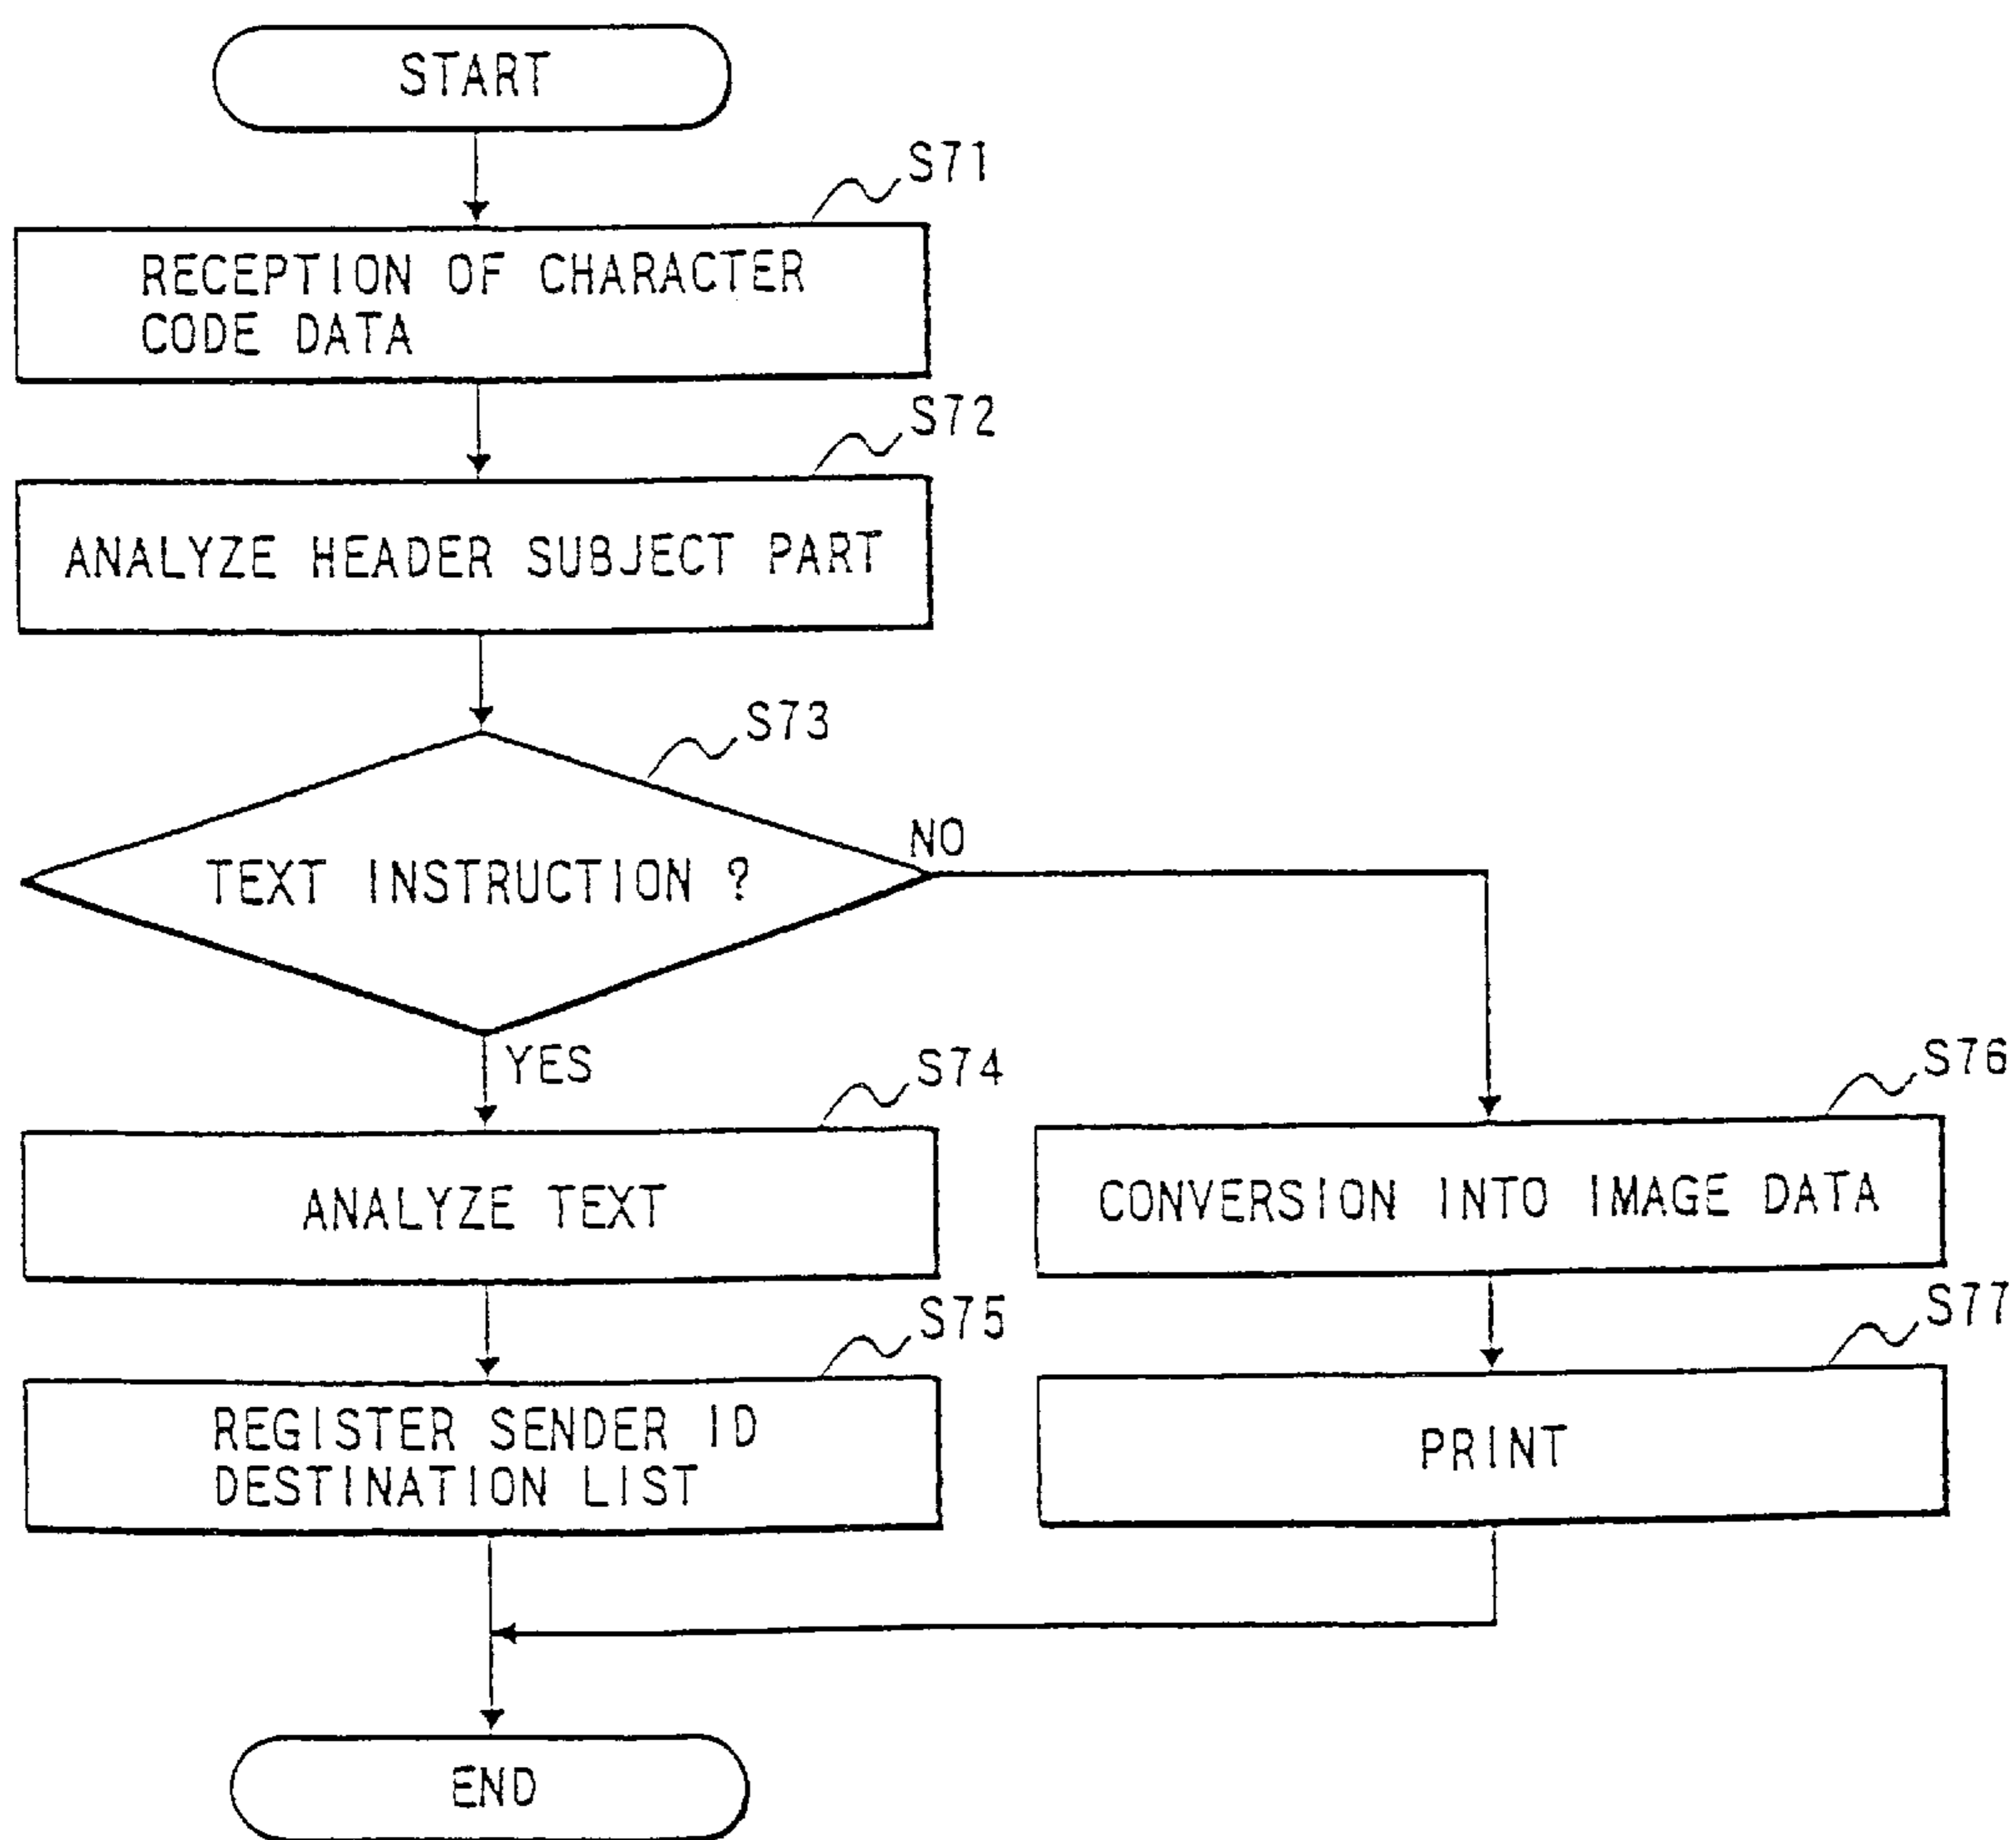 START
S71
RECEPTION OF CHARACTER
CODE DATA
S72
ANALYZE HEADER SUBJECT PART
S73
TEXT INSTRUCTION ?
NO
YES
S74
ANALYZE TEXT
S76
CONVERSION INTO IMAGE DATA
S75
REGISTER SENDER ID
DESTINATION LIST
S77
PRINT
END